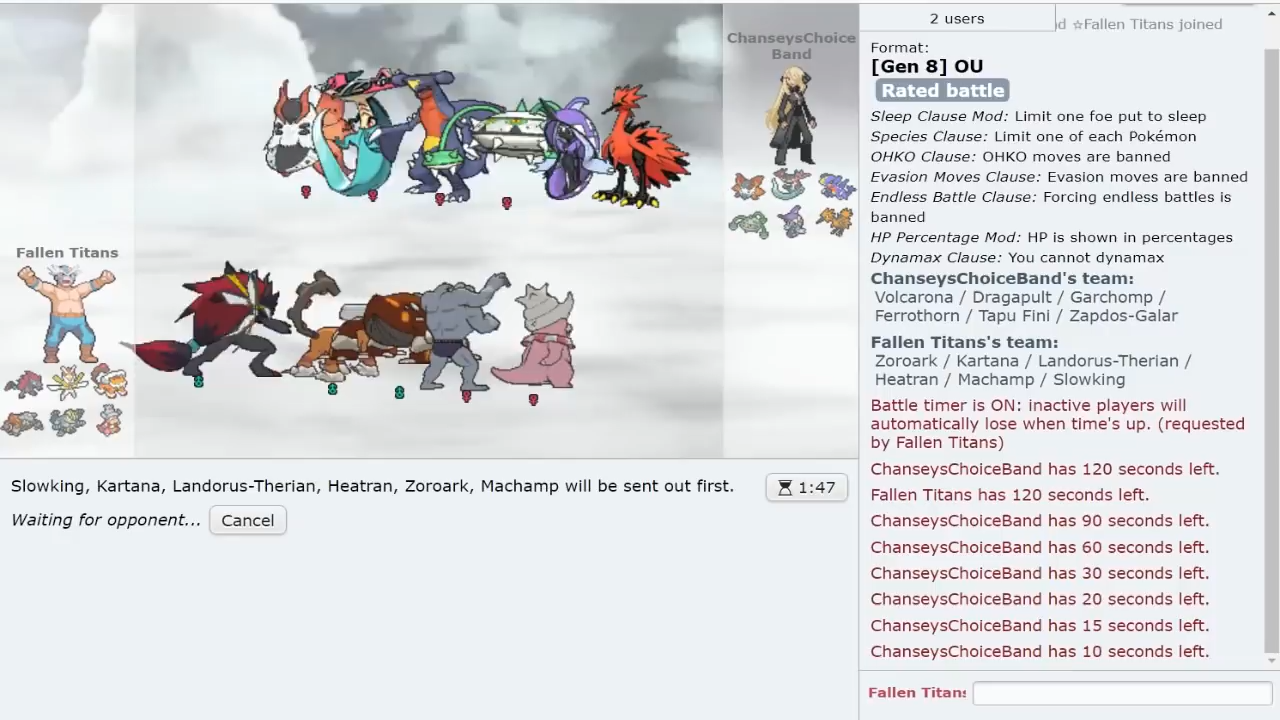 ChanseysChoice
Band
Fallen Titans
Slowking, Kartana, Landorus-Therian, Heatran, Zoroark, Machamp will be sent out first.
1:47
Waiting for opponent... Cancel
2 users
☆Fallen Titans joined
Format:
[Gen 8] OU
Rated battle
Sleep Clause Mod: Limit one foe put to sleep
Species Clause: Limit one of each Pokémon
OHKO Clause: OHKO moves are banned
Evasion Moves Clause: Evasion moves are banned
Endless Battle Clause: Forcing endless battles is
banned
HP Percentage Mod: HP is shown in percentages
Dynamax Clause: You cannot dynamax
ChanseysChoiceBand's team:
Volcarona / Dragapult / Garchomp /
Ferrothorn / Tapu Fini / Zapdos-Galar
Fallen Titans's team:
Zoroark / Kartana / Landorus-Therian /
Heatran / Machamp / Slowking
Battle timer is ON: inactive players will
automatically lose when time's up. (requested
by Fallen Titans)
ChanseysChoiceBand has 120 seconds left.
Fallen Titans has 120 seconds left.
ChanseysChoiceBand has 90 seconds left.
ChanseysChoiceBand has 60 seconds left.
ChanseysChoiceBand has 30 seconds left.
ChanseysChoiceBand has 20 seconds left.
ChanseysChoiceBand has 15 seconds left.
ChanseysChoiceBand has 10 seconds left.
Fallen Titans